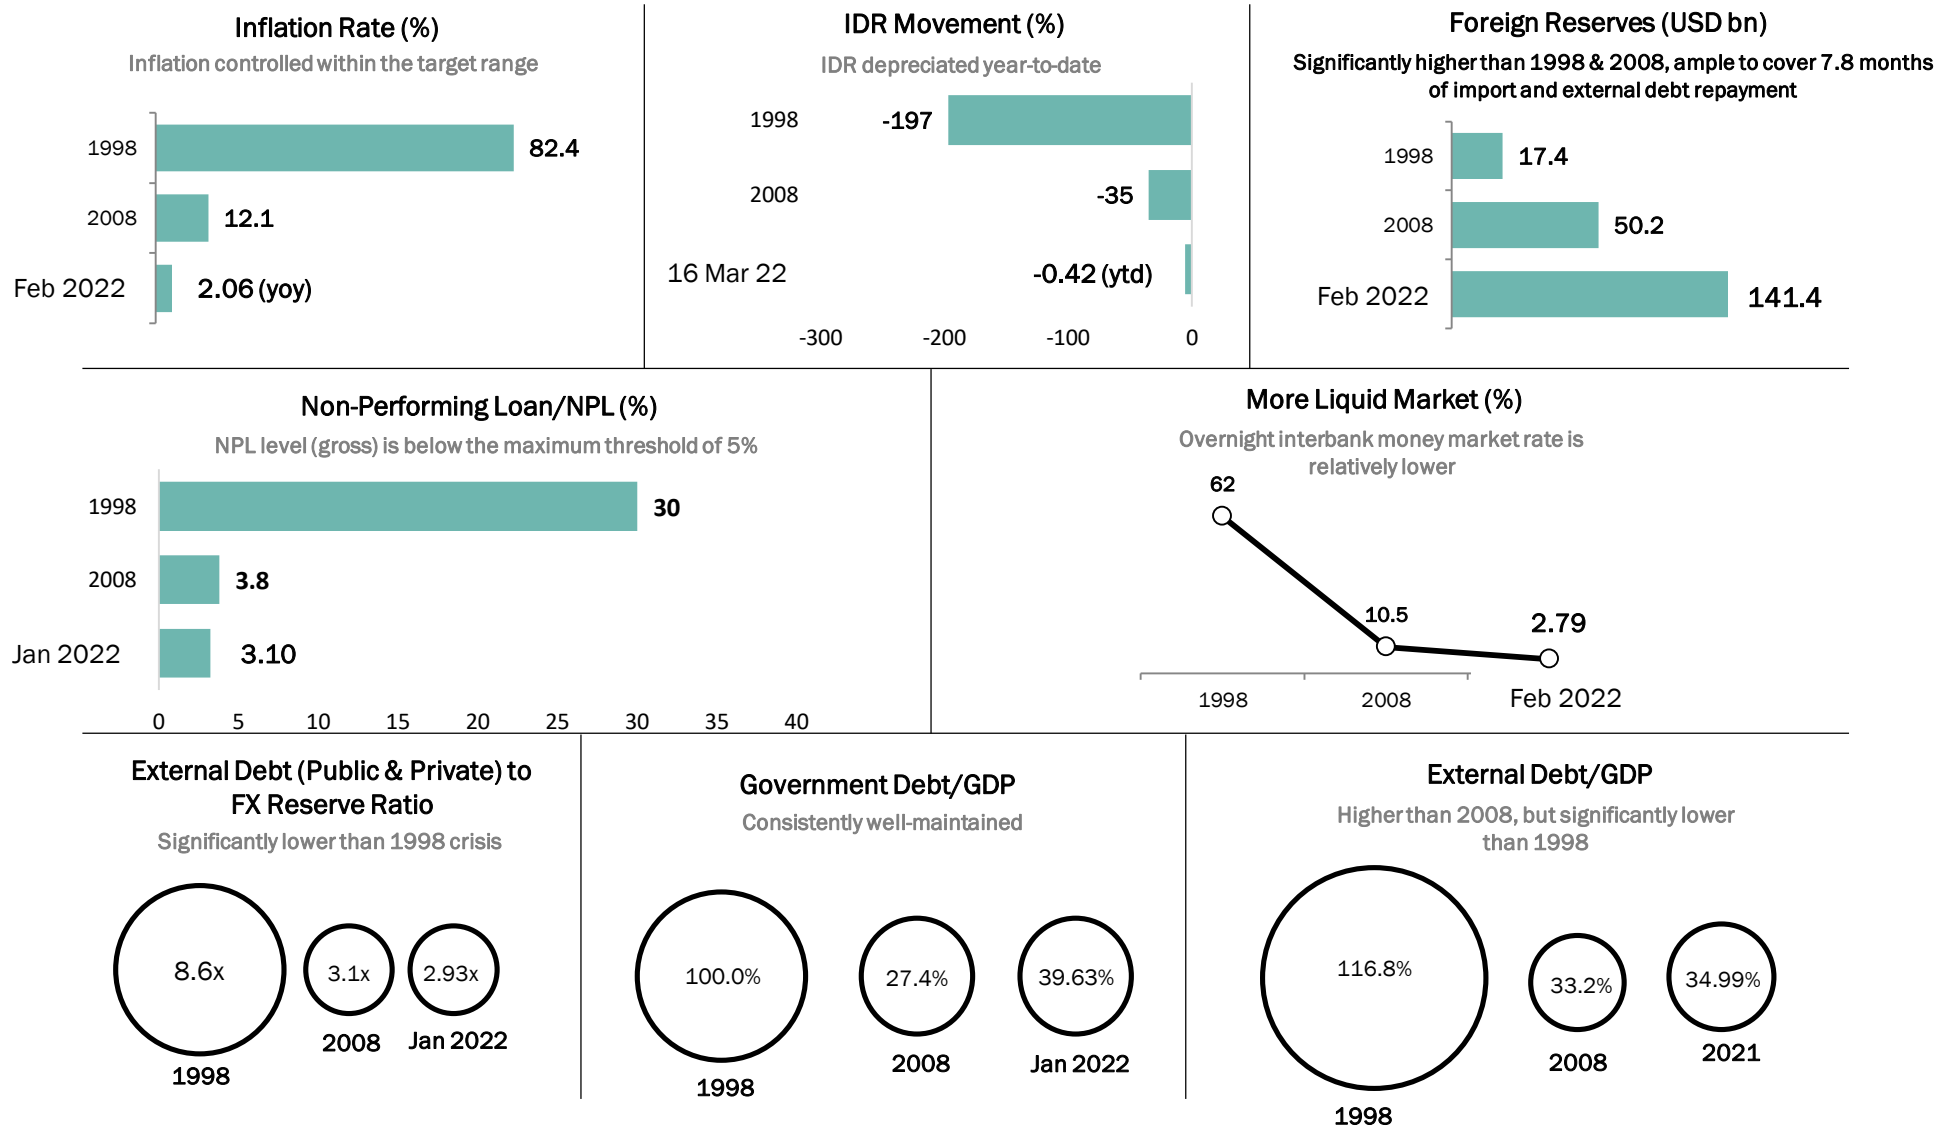 Inflation Rate (%)
Inflation controlled within the target range
1998
82.4
2008
12.1
Feb 2022
2.06 (yoy)
IDR Movement (%)
IDR depreciated year-to-date
1998
-197
2008
-35
16 Mar 22
-0.42 (ytd)
-300 -200 -100 0
Foreign Reserves (USD bn)
Significantly higher than 1998 & 2008, ample to cover 7.8 months
of import and external debt repayment
1998
17.4
2008
50.2
Feb 2022
141.4
Non-Performing Loan/NPL (%)
NPL level (gross) is below the maximum threshold of 5%
1998
30
2008
3.8
Jan 2022
3.10
0 5 10 15 20 25 30 35 40
More Liquid Market (%)
Overnight interbank money market rate is
relatively lower
62
10.5
2.79
1998 2008 Feb 2022
External Debt (Public & Private) to
FX Reserve Ratio
Significantly lower than 1998 crisis
8.6x
3.1x
2.93x
1998
2008
Jan 2022
Government Debt/GDP
Consistently well-maintained
100.0%
27.4%
39.63%
1998
2008
Jan 2022
External Debt/GDP
Higher than 2008, but significantly lower
than 1998
116.8%
33.2%
34.99%
1998
2008
2021